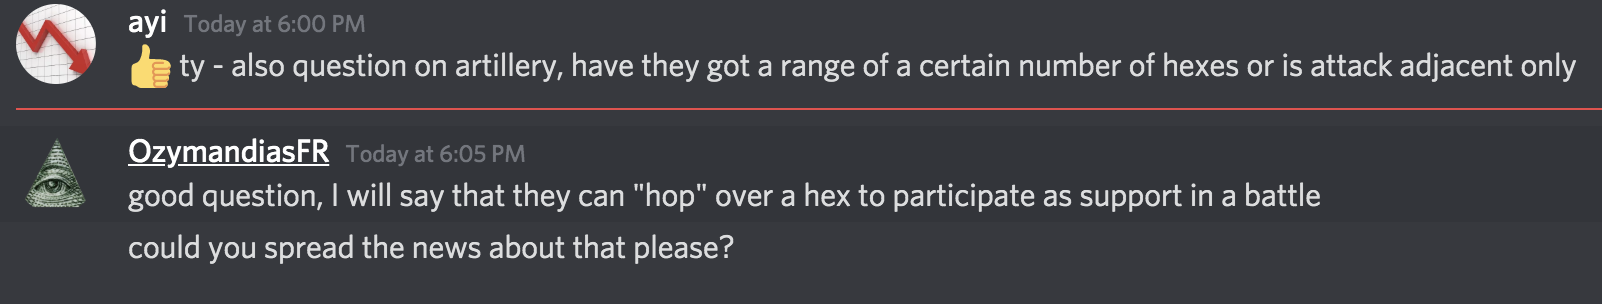 ayi Today at 6:00 PM
👍 ty - also question on artillery, have they got a range of a certain number of hexes or is attack adjacent only
OzymandiasFR Today at 6:05 PM
good question, I will say that they can "hop" over a hex to participate as support in a battle
could you spread the news about that please?